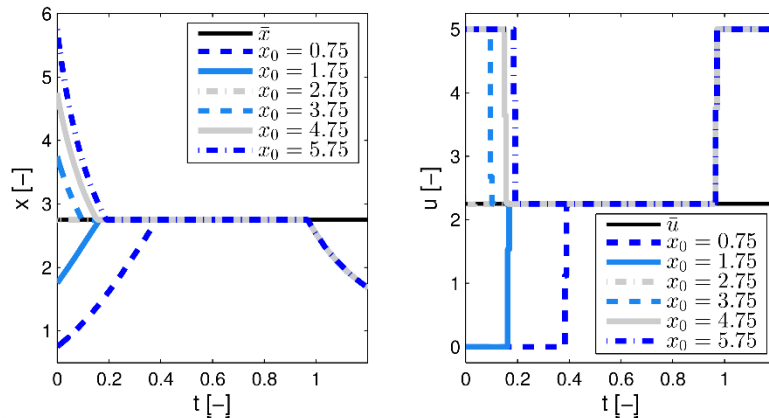 6
5
4
3
2
1
x [–]
0
0.2
0.4
0.6
0.8
1
t [–]
x̄
x₀ = 0.75
x₀ = 1.75
x₀ = 2.75
x₀ = 3.75
x₀ = 4.75
x₀ = 5.75
5
4
3
2
1
0
u [–]
0
0.2
0.4
0.6
0.8
1
t [–]
ū
x₀ = 0.75
x₀ = 1.75
x₀ = 2.75
x₀ = 3.75
x₀ = 4.75
x₀ = 5.75